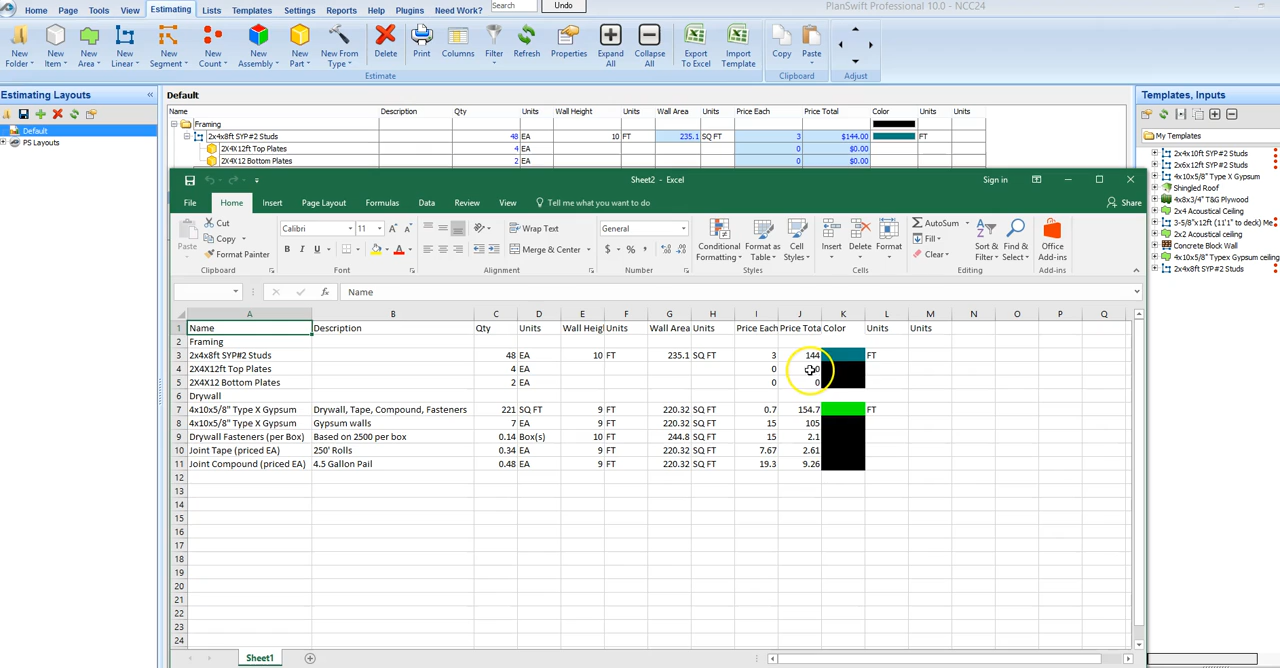 Home Page Tools View Estimating Lists Templates Settings Reports Help Plugins Need Work? Search Undo
PlanSwift Professional 10.0 - NCC24
New Folder New Item New Area New Linear New Segment New Count New Assembly New Part New From Type Delete Print Columns Filter Refresh Properties Expand All Collapse All Export To Excel Import Template Copy Paste
Estimate Clipboard Adjust
Estimating Layouts
Default
PS Layouts
Default
Name Description Qty Units Wall Height Units Wall Area Units Price Each Price Total Color Units Units
Framing
2x4x8ft SYP #2 Studs 48 EA 10 FT 235.1 SQ FT 3 $144.00 FT
2X4X12ft Top Plates 4 EA 0 $0.00
2X4X12 Bottom Plates 2 EA 0 $0.00
Templates, Inputs
My Templates
2x4x10ft SYP #2 Studs
2x6x12ft SYP #2 Studs
4x10x5/8" Type X Gypsum
Shingled Roof
4x8x3/4" T&G Plywood
2x4 Acoustical Ceiling
3-5/8"x12ft (11'1" to deck) Me
2x2 Acoustical ceiling
Concrete Block Wall
4x10x5/8" Typex Gypsum ceiling
2x4x8ft SYP #2 Studs
Sheet2 - Excel
Sign in
File Home Insert Page Layout Formulas Data Review View Tell me what you want to do
Share
Paste Cut Copy Format Painter
Calibri 11
B I U
Wrap Text
Merge & Center
General
$ % ,
Conditional Formatting Format as Table Cell Styles Insert Delete Format
AutoSum Fill Clear
Sort & Filter Find & Select
Office Add-ins
Clipboard Font Alignment Number Styles Cells Editing Add-ins
fx Name
A B C D E F G H I J K L M N O P Q
1 Name Description Qty Units Wall Heigl Units Wall Area Units Price Each Price Tota Color Units Units
2 Framing
3 2x4x8ft SYP#2 Studs 48 EA 10 FT 235.1 SQ FT 3 144 FT
4 2X4X12ft Top Plates 4 EA 0 0
5 2X4X12 Bottom Plates 2 EA 0 0
6 Drywall
7 4x10x5/8" Type X Gypsum Drywall, Tape, Compound, Fasteners 221 SQ FT 9 FT 220.32 SQ FT 0.7 154.7 FT
8 4x10x5/8" Type X Gypsum Gypsum walls 7 EA 9 FT 220.32 SQ FT 15 105
9 Drywall Fasteners (per Box) Based on 2500 per box 0.14 Box(s) 10 FT 244.8 SQ FT 15 2.1
10 Joint Tape (priced EA) 250' Rolls 0.34 EA 9 FT 220.32 SQ FT 7.67 2.61
11 Joint Compound (priced EA) 4.5 Gallon Pail 0.48 EA 9 FT 220.32 SQ FT 19.3 9.26
12
13
14
15
16
17
18
19
20
21
22
23
24
Sheet1